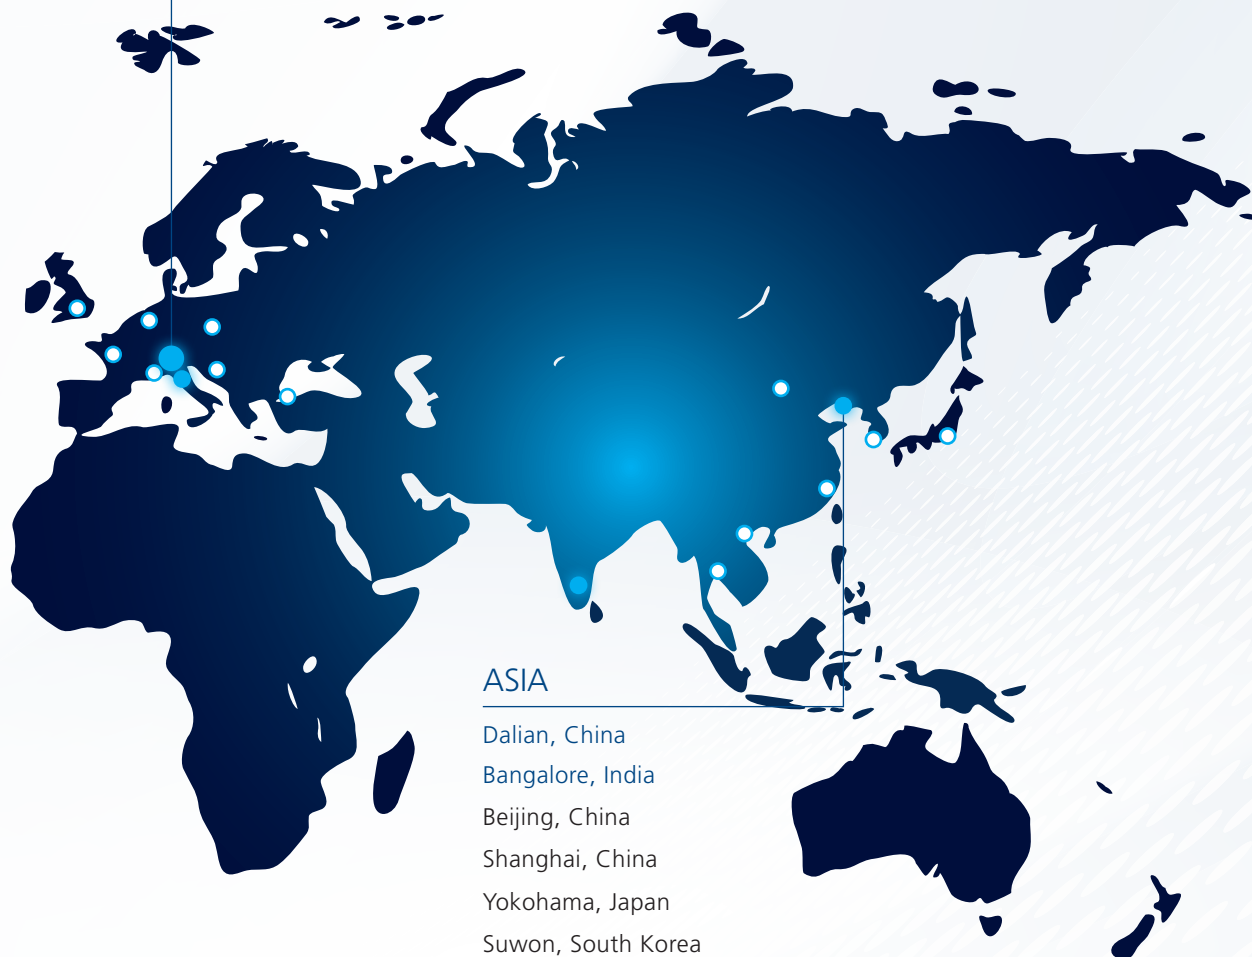 ASIA
Dalian, China
Bangalore, India
Beijing, China
Shanghai, China
Yokohama, Japan
Suwon, South Korea